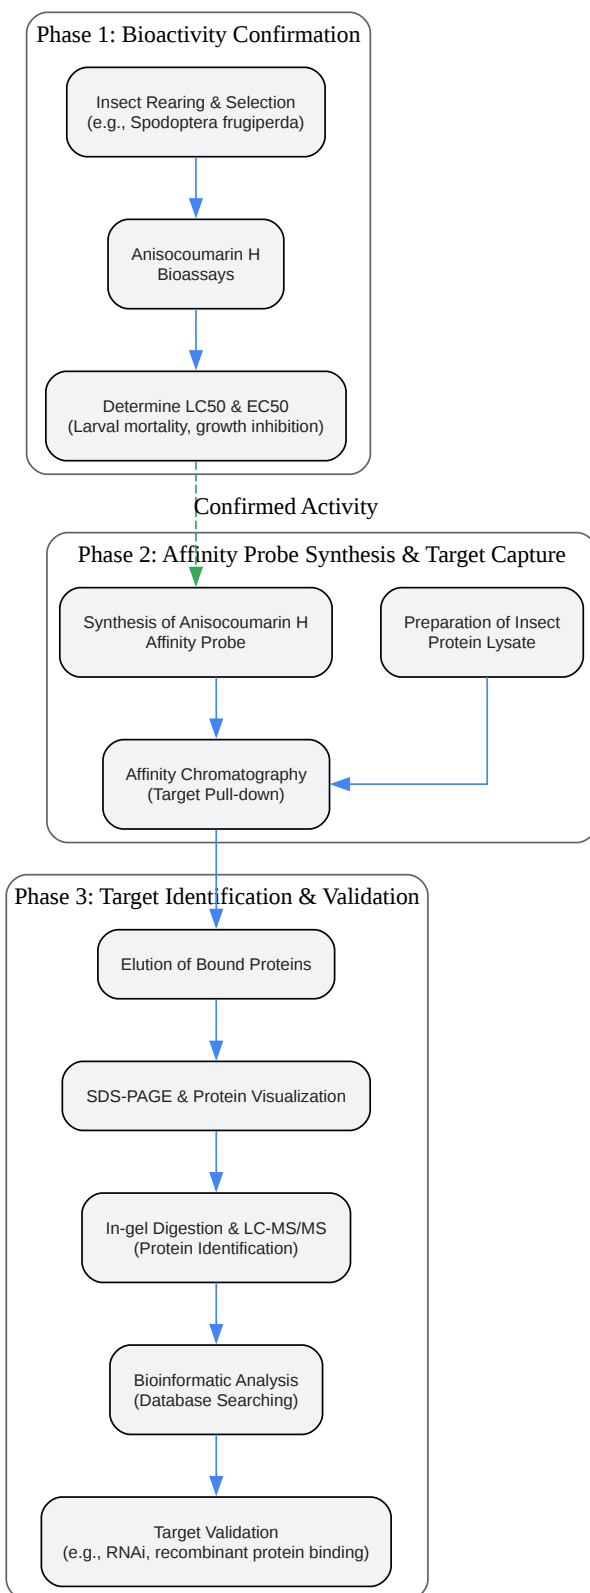 Phase 1: Bioactivity Confirmation
Insect Rearing & Selection
(e.g., Spodoptera frugiperda)
Anisocoumarin H
Bioassays
Determine LC50 & EC50
(Larval mortality, growth inhibition)
Confirmed Activity
Phase 2: Affinity Probe Synthesis & Target Capture
Synthesis of Anisocoumarin H
Affinity Probe
Preparation of Insect
Protein Lysate
Affinity Chromatography
(Target Pull-down)
Phase 3: Target Identification & Validation
Elution of Bound Proteins
SDS-PAGE & Protein Visualization
In-gel Digestion & LC-MS/MS
(Protein Identification)
Bioinformatic Analysis
(Database Searching)
Target Validation
(e.g., RNAi, recombinant protein binding)